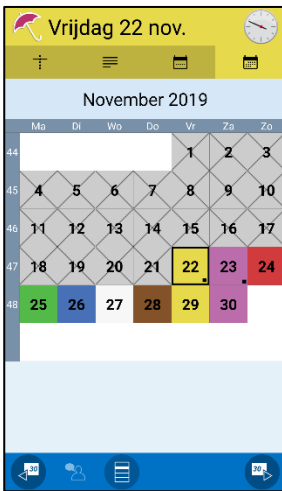 Vrijdag 22 nov.
November 2019
Ma Di Wo Do Vr Za Zo
44 1 2 3
45 4 5 6 7 8 9 10
46 11 12 13 14 15 16 17
47 18 19 20 21 22 23 24
48 25 26 27 28 29 30
30 30